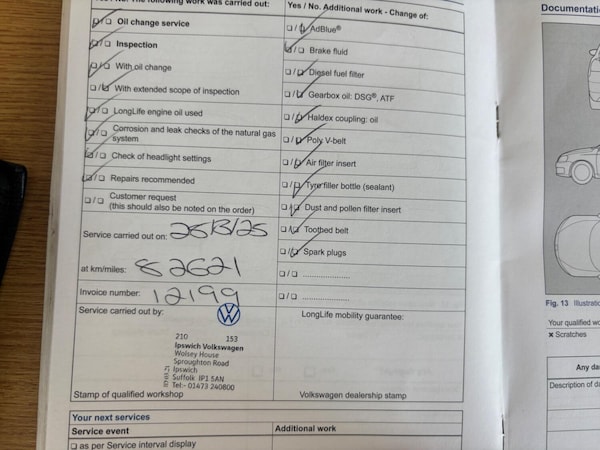 Yes / No. The following work was carried out:
Oil change service
Inspection
With oil change
With extended scope of inspection
LongLife engine oil used
Corrosion and leak checks of the natural gas
system
Check of headlight settings
Repairs recommended
Customer request
(this should also be noted on the order)
Service carried out on:
at km/miles: 82621
Invoice number: 12199
Service carried out by:
210 153
Ipswich Volkswagen
Wolsey House
Sproughton Road
Ipswich
Suffolk IP1 5AN
Tel:- 01473 240800
Stamp of qualified workshop
Yes / No. Additional work - Change of:
AdBlue®
Brake fluid
Diesel fuel filter
Gearbox oil: DSG®, ATF
Haldex coupling: oil
Poly V-belt
Air filter insert
Tyre filler bottle (sealant)
Dust and pollen filter insert
Toothed belt
Spark plugs
LongLife mobility guarantee:
Volkswagen dealership stamp
Your next services
Service event
Additional work
as per Service interval display
Fig. 13
Your qualified
x Scratches
Any
Description of